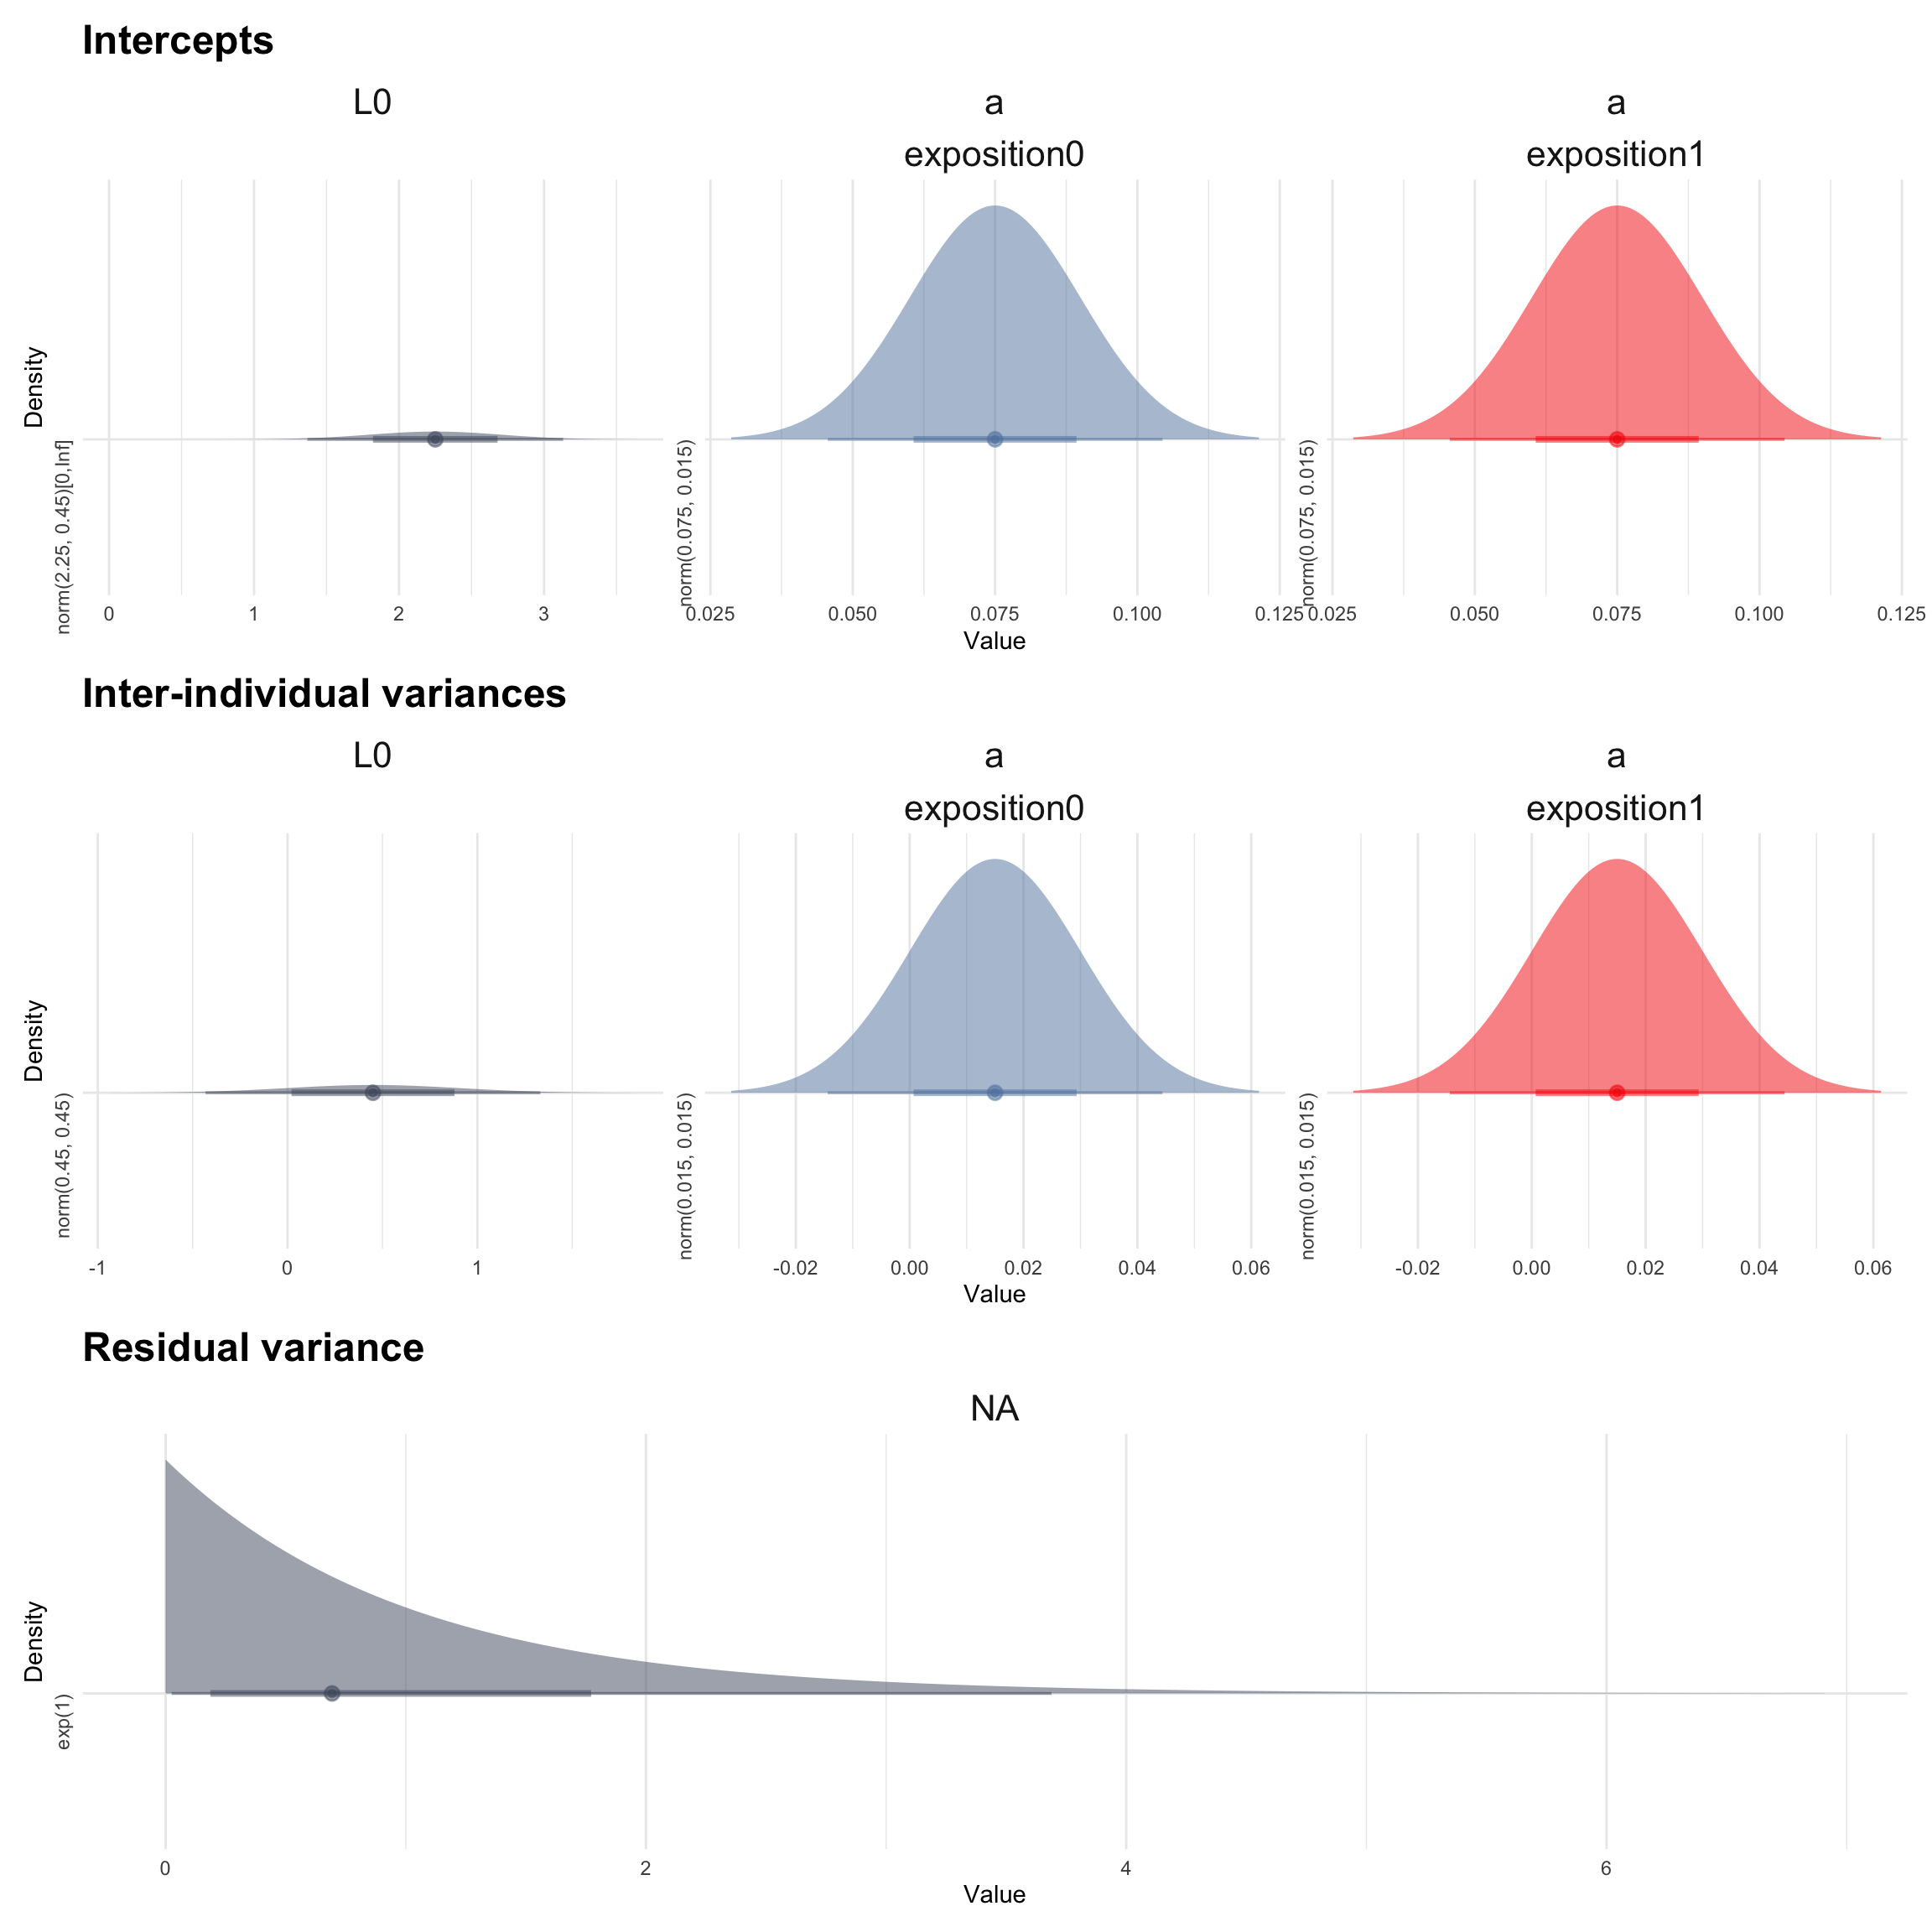 Intercepts
L0
a
a
exposition0
exposition1
Density
norm(2.25, 0.45)[0,Inf]
norm(0.075, 0.015)
norm(0.075, 0.015)
0 1 2 3
0.025 0.050 0.075 0.100 0.125
0.025 0.050 0.075 0.100 0.125
Value
Inter-individual variances
L0
a
a
exposition0
exposition1
Density
norm(0.45, 0.45)
norm(0.015, 0.015)
norm(0.015, 0.015)
-1 0 1
-0.02 0.00 0.02 0.04 0.06
-0.02 0.00 0.02 0.04 0.06
Value
Residual variance
NA
Density
exp(1)
0 2 4 6
Value